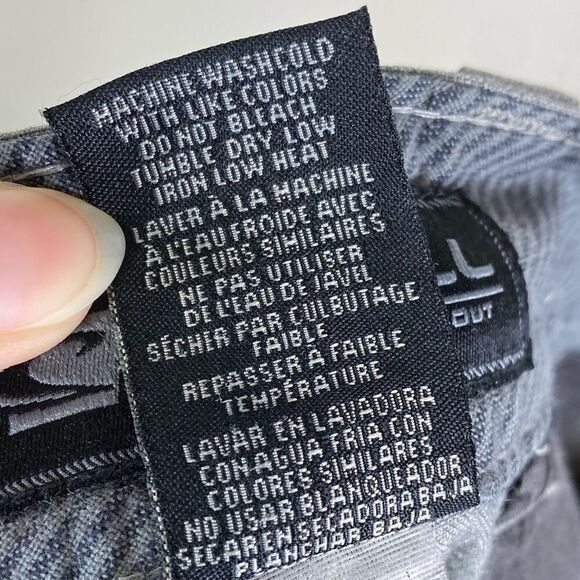 MACHINE WASH COLD
WITH LIKE COLORS
DO NOT BLEACH
TUMBLE DRY LOW
IRON LOW HEAT
LAVER À LA MACHINE
À L'EAU FROIDE AVEC
COULEURS SIMILAIRES
NE PAS UTILISER
DE L'EAU DE JAVEL
SÉCHER PAR CULBUTAGE
FAIBLE
REPASSER À FAIBLE
TEMPÉRATURE
LAVAR EN LAVADORA
CON AGUA TRIA CON
COLORES SIMILARES
NO USAR BLANQUEADOR
SECAR EN SECADORA BAJA
PLANCHAR BAJA
OUT